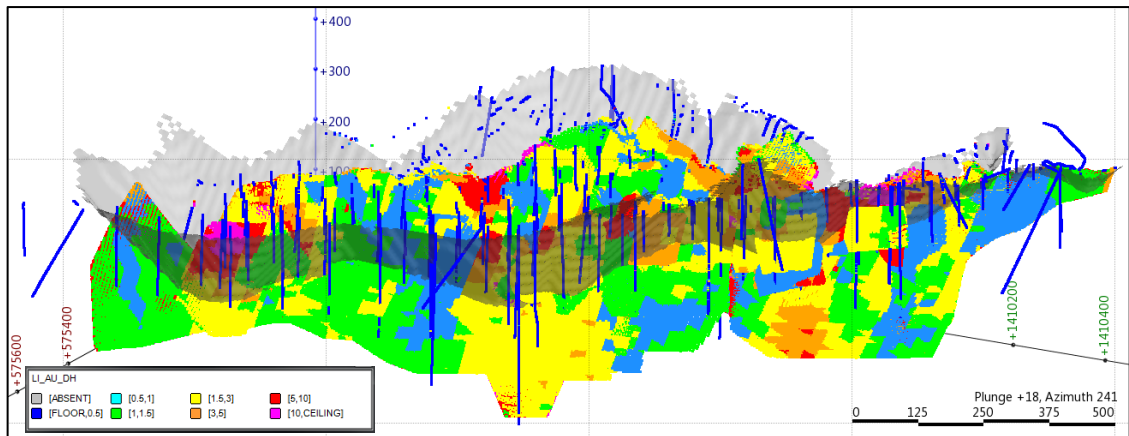 +400
+300
+200
+100
+575600
+575400
+1410200
+1410400
LI_AU_DH
[ABSENT] [0.5,1] [1.5,3] [5,10]
[FLOOR,0.5] [1,1.5] [3,5] [10,CEILING]
Plunge +18, Azimuth 241
0 125 250 375 500